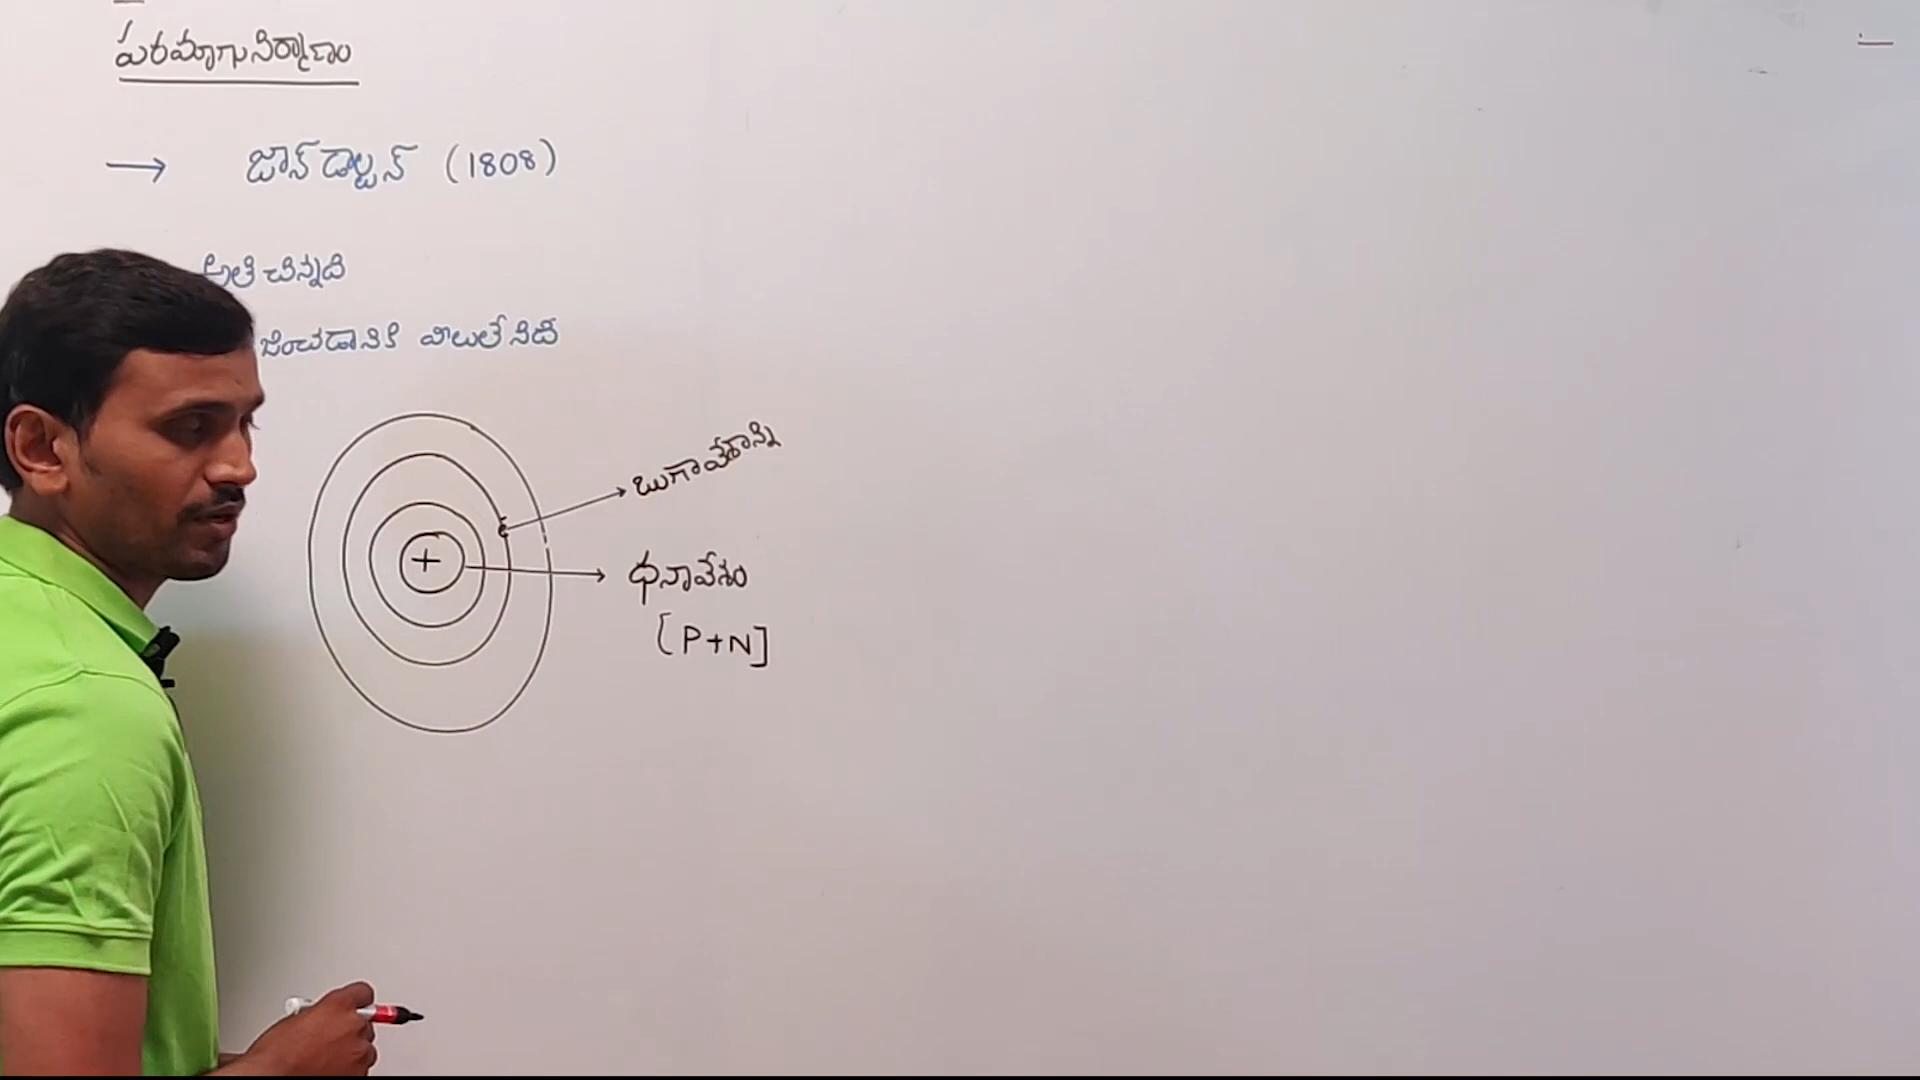 పరమాణు నిర్మాణం
→ జాన్ డాల్టన్ (1808)
అతి చిన్నది
జించడానికి వీలులేనిది
ఋణావేశాన్ని
e
+
ధనావేశం
[P+N]